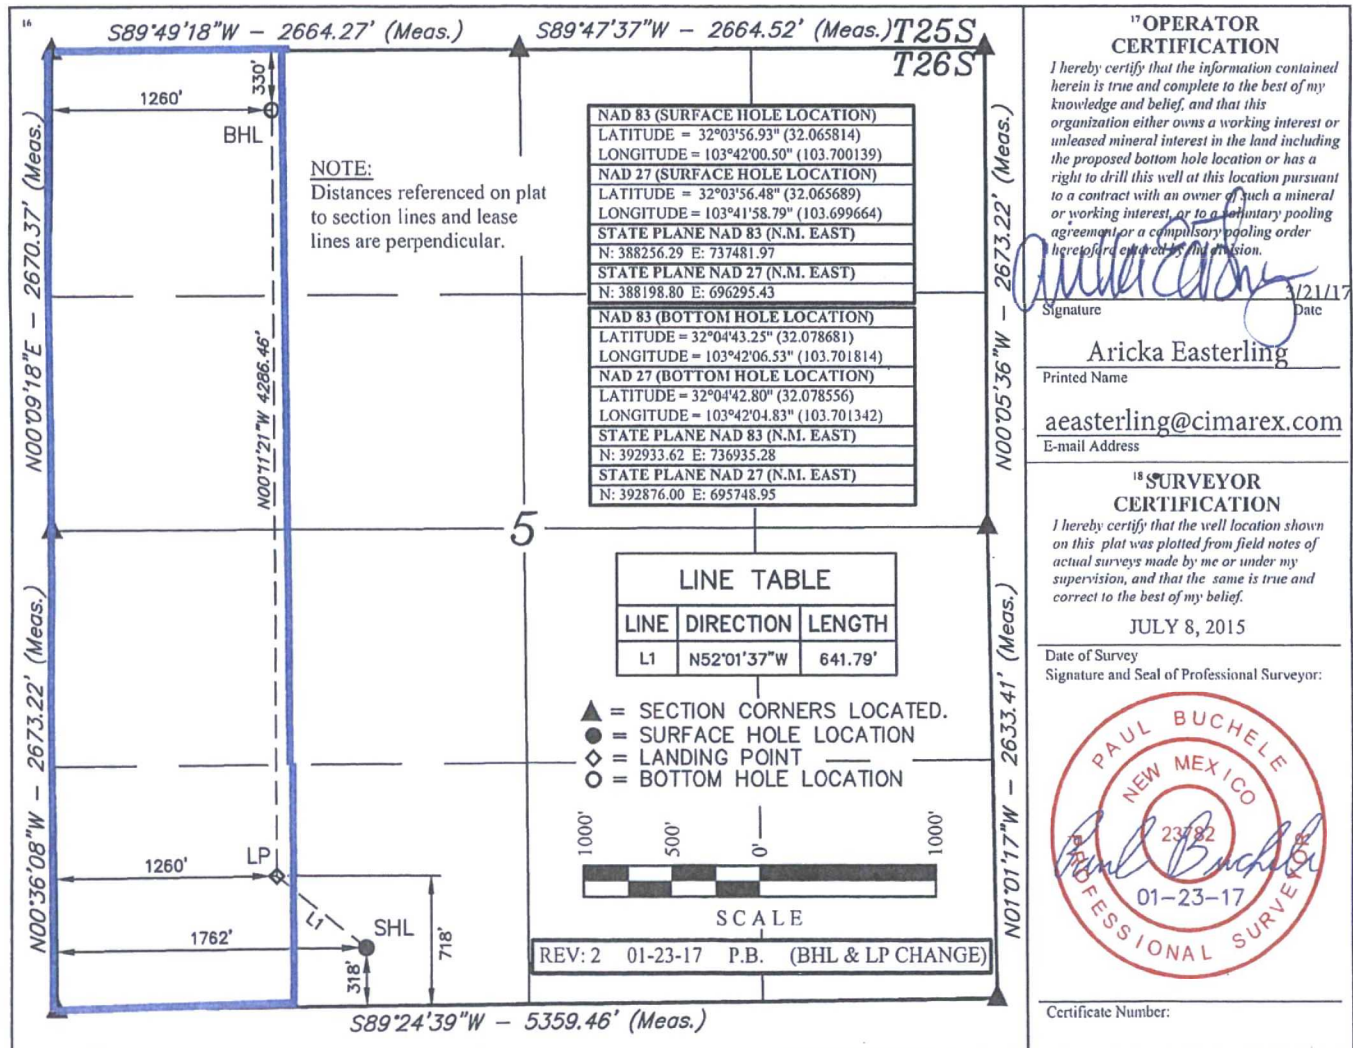 16
S89°49'18"W – 2664.27' (Meas.)
S89°47'37"W – 2664.52' (Meas.)
T25S
T26S
1260'
330'
BHL
NOTE:
Distances referenced on plat
to section lines and lease
lines are perpendicular.
N00°09'18"E – 2670.37' (Meas.)
N00°11'21"W 4286.46'
N00°36'08"W – 2673.22' (Meas.)
NAD 83 (SURFACE HOLE LOCATION)
LATITUDE = 32°03'56.93" (32.065814)
LONGITUDE = 103°42'00.50" (103.700139)
NAD 27 (SURFACE HOLE LOCATION)
LATITUDE = 32°03'56.48" (32.065689)
LONGITUDE = 103°41'58.79" (103.699664)
STATE PLANE NAD 83 (N.M. EAST)
N: 388256.29 E: 737481.97
STATE PLANE NAD 27 (N.M. EAST)
N: 388198.80 E: 696295.43
NAD 83 (BOTTOM HOLE LOCATION)
LATITUDE = 32°04'43.25" (32.078681)
LONGITUDE = 103°42'06.53" (103.701814)
NAD 27 (BOTTOM HOLE LOCATION)
LATITUDE = 32°04'42.80" (32.078556)
LONGITUDE = 103°42'04.83" (103.701342)
STATE PLANE NAD 83 (N.M. EAST)
N: 392933.62 E: 736935.28
STATE PLANE NAD 27 (N.M. EAST)
N: 392876.00 E: 695748.95
N00°05'36"W – 2673.22' (Meas.)
N01°01'17"W – 2633.41' (Meas.)
5
LINE TABLE
LINE DIRECTION LENGTH
L1 N52°01'37"W 641.79'
▲ = SECTION CORNERS LOCATED.
● = SURFACE HOLE LOCATION
◇ = LANDING POINT
○ = BOTTOM HOLE LOCATION
1000' 500' 0' 1000'
SCALE
REV: 2 01-23-17 P.B. (BHL & LP CHANGE)
LP
1260'
L1
SHL
1762'
318'
718'
S89°24'39"W – 5359.46' (Meas.)
17 OPERATOR
CERTIFICATION
I hereby certify that the information contained
herein is true and complete to the best of my
knowledge and belief, and that this
organization either owns a working interest or
unleased mineral interest in the land including
the proposed bottom hole location or has a
right to drill this well at this location pursuant
to a contract with an owner of such a mineral
or working interest, or to a voluntary pooling
agreement or a compulsory pooling order
heretofore entered by the division.
/21/17
Signature Date
Aricka Easterling
Printed Name
aeasterling@cimarex.com
E-mail Address
18 SURVEYOR
CERTIFICATION
I hereby certify that the well location shown
on this plat was plotted from field notes of
actual surveys made by me or under my
supervision, and that the same is true and
correct to the best of my belief.
JULY 8, 2015
Date of Survey
Signature and Seal of Professional Surveyor:
PAUL BUCHELE
NEW MEXICO
23782
Paul Buchele
01-23-17
PROFESSIONAL SURVEYOR
Certificate Number: